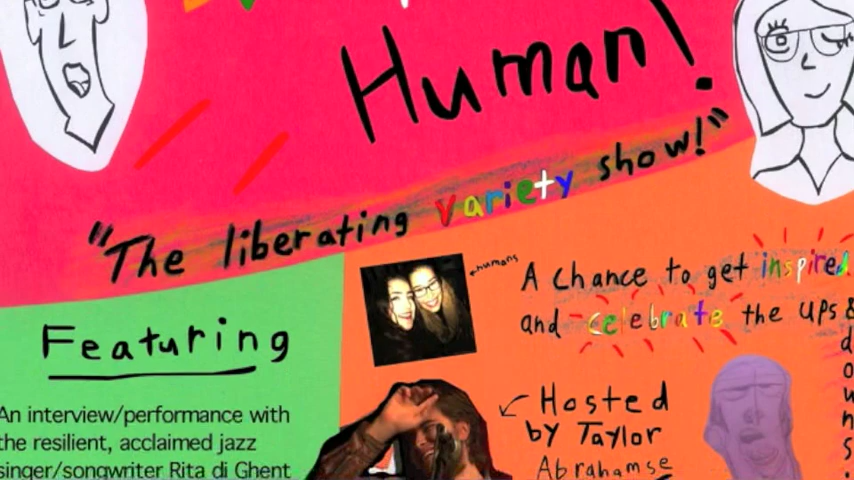 Human!
"The liberating variety show!"
humans
A chance to get inspired
and celebrate the ups &
downs.
Featuring
An interview/performance with
the resilient, acclaimed jazz
singer/songwriter Rita di Ghent
Hosted
by Taylor
Abrahamse